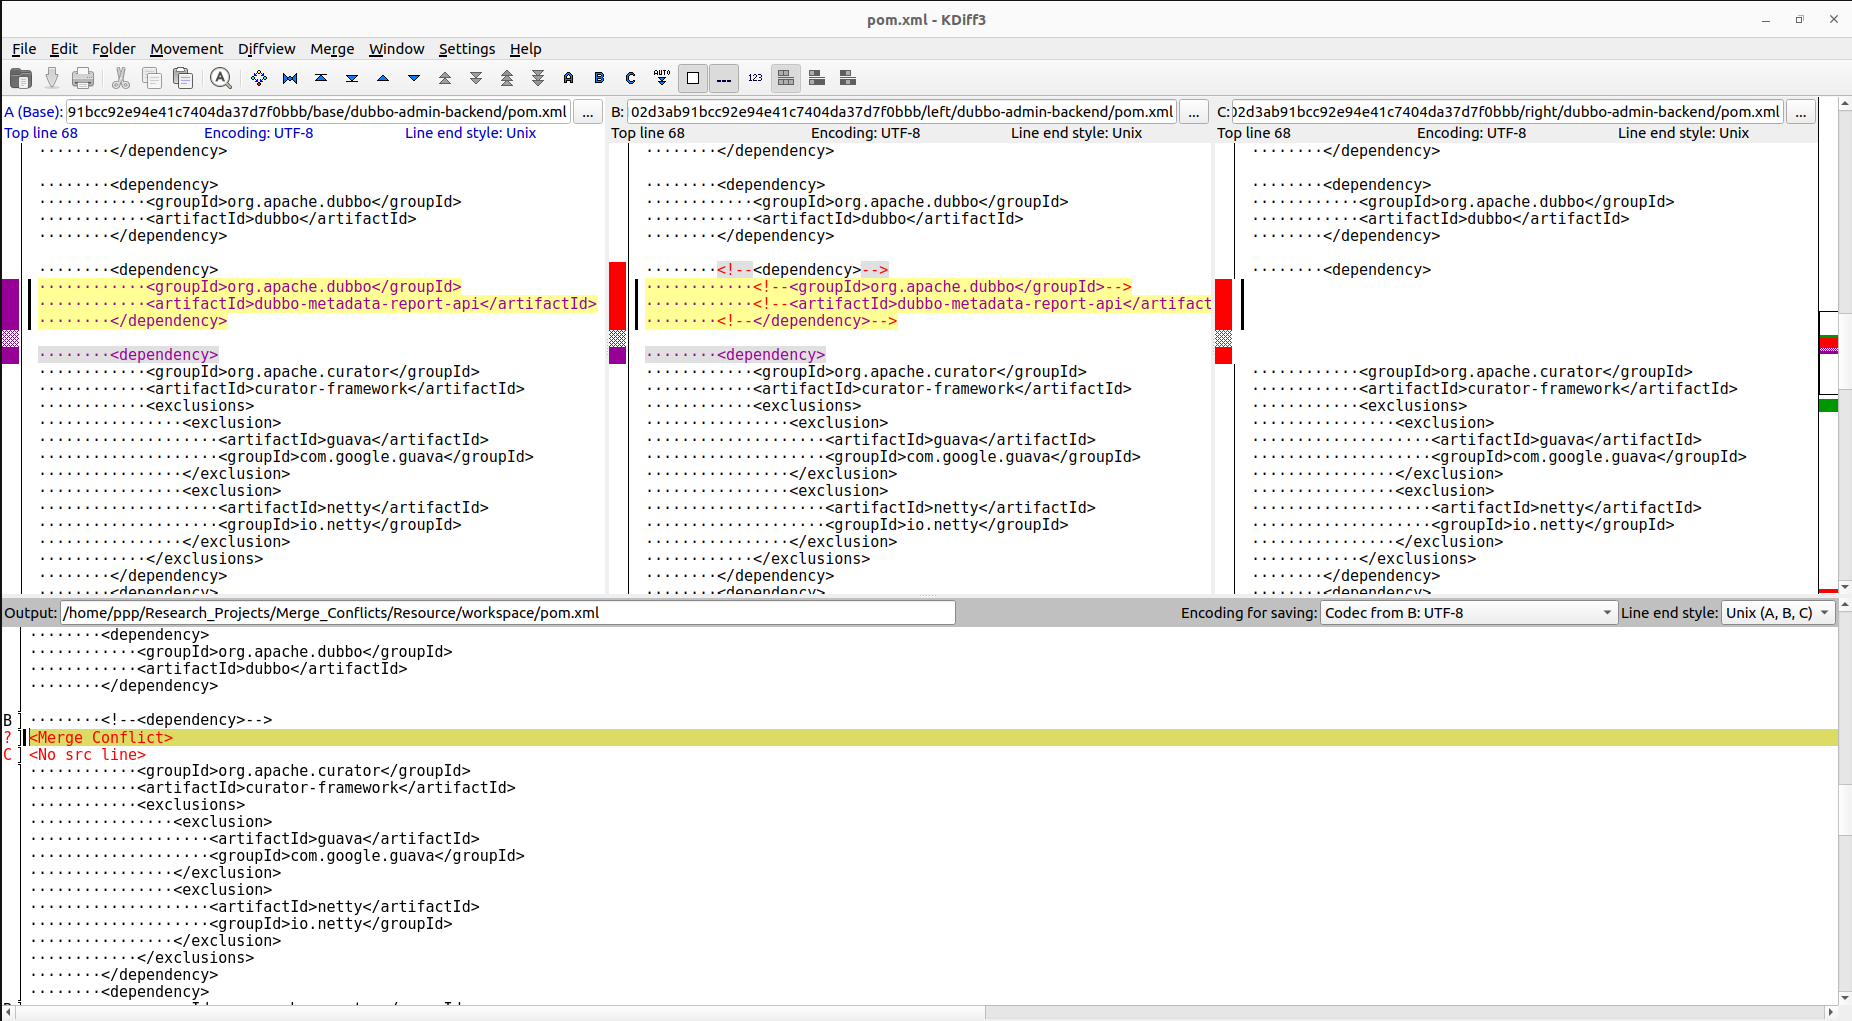 pom.xml - KDiff3
File Edit Folder Movement Diffview Merge Window Settings Help
A B C AUTO 123
A (Base): 91bcc92e94e41c7404da37d7f0bbb/base/dubbo-admin-backend/pom.xml ...
Top line 68 Encoding: UTF-8 Line end style: Unix
········</dependency>
········<dependency>
············<groupId>org.apache.dubbo</groupId>
············<artifactId>dubbo</artifactId>
········</dependency>
········<dependency>
············<groupId>org.apache.dubbo</groupId>
············<artifactId>dubbo-metadata-report-api</artifactId>
········</dependency>
········<dependency>
············<groupId>org.apache.curator</groupId>
············<artifactId>curator-framework</artifactId>
············<exclusions>
················<exclusion>
····················<artifactId>guava</artifactId>
····················<groupId>com.google.guava</groupId>
················</exclusion>
················<exclusion>
····················<artifactId>netty</artifactId>
····················<groupId>io.netty</groupId>
················</exclusion>
············</exclusions>
········</dependency>
········<dependency>
B: 02d3ab91bcc92e94e41c7404da37d7f0bbb/left/dubbo-admin-backend/pom.xml ...
Top line 68 Encoding: UTF-8 Line end style: Unix
········</dependency>
········<dependency>
············<groupId>org.apache.dubbo</groupId>
············<artifactId>dubbo</artifactId>
········</dependency>
········<!--<dependency>-->
············<!--<groupId>org.apache.dubbo</groupId>-->
············<!--<artifactId>dubbo-metadata-report-api</artifact
········<!--</dependency>-->
········<dependency>
············<groupId>org.apache.curator</groupId>
············<artifactId>curator-framework</artifactId>
············<exclusions>
················<exclusion>
····················<artifactId>guava</artifactId>
····················<groupId>com.google.guava</groupId>
················</exclusion>
················<exclusion>
····················<artifactId>netty</artifactId>
····················<groupId>io.netty</groupId>
················</exclusion>
············</exclusions>
········</dependency>
········<dependency>
C: 02d3ab91bcc92e94e41c7404da37d7f0bbb/right/dubbo-admin-backend/pom.xml ...
Top line 68 Encoding: UTF-8 Line end style: Unix
········</dependency>
········<dependency>
············<groupId>org.apache.dubbo</groupId>
············<artifactId>dubbo</artifactId>
········</dependency>
········<dependency>
············<groupId>org.apache.curator</groupId>
············<artifactId>curator-framework</artifactId>
············<exclusions>
················<exclusion>
····················<artifactId>guava</artifactId>
····················<groupId>com.google.guava</groupId>
················</exclusion>
················<exclusion>
····················<artifactId>netty</artifactId>
····················<groupId>io.netty</groupId>
················</exclusion>
············</exclusions>
········</dependency>
········<dependency>
Output: /home/ppp/Research_Projects/Merge_Conflicts/Resource/workspace/pom.xml Encoding for saving: Codec from B: UTF-8 Line end style: Unix (A, B, C)
········<dependency>
············<groupId>org.apache.dubbo</groupId>
············<artifactId>dubbo</artifactId>
········</dependency>
B ········<!--<dependency>-->
? <Merge Conflict>
C <No src line>
············<groupId>org.apache.curator</groupId>
············<artifactId>curator-framework</artifactId>
············<exclusions>
················<exclusion>
····················<artifactId>guava</artifactId>
····················<groupId>com.google.guava</groupId>
················</exclusion>
················<exclusion>
····················<artifactId>netty</artifactId>
····················<groupId>io.netty</groupId>
················</exclusion>
············</exclusions>
········</dependency>
········<dependency>